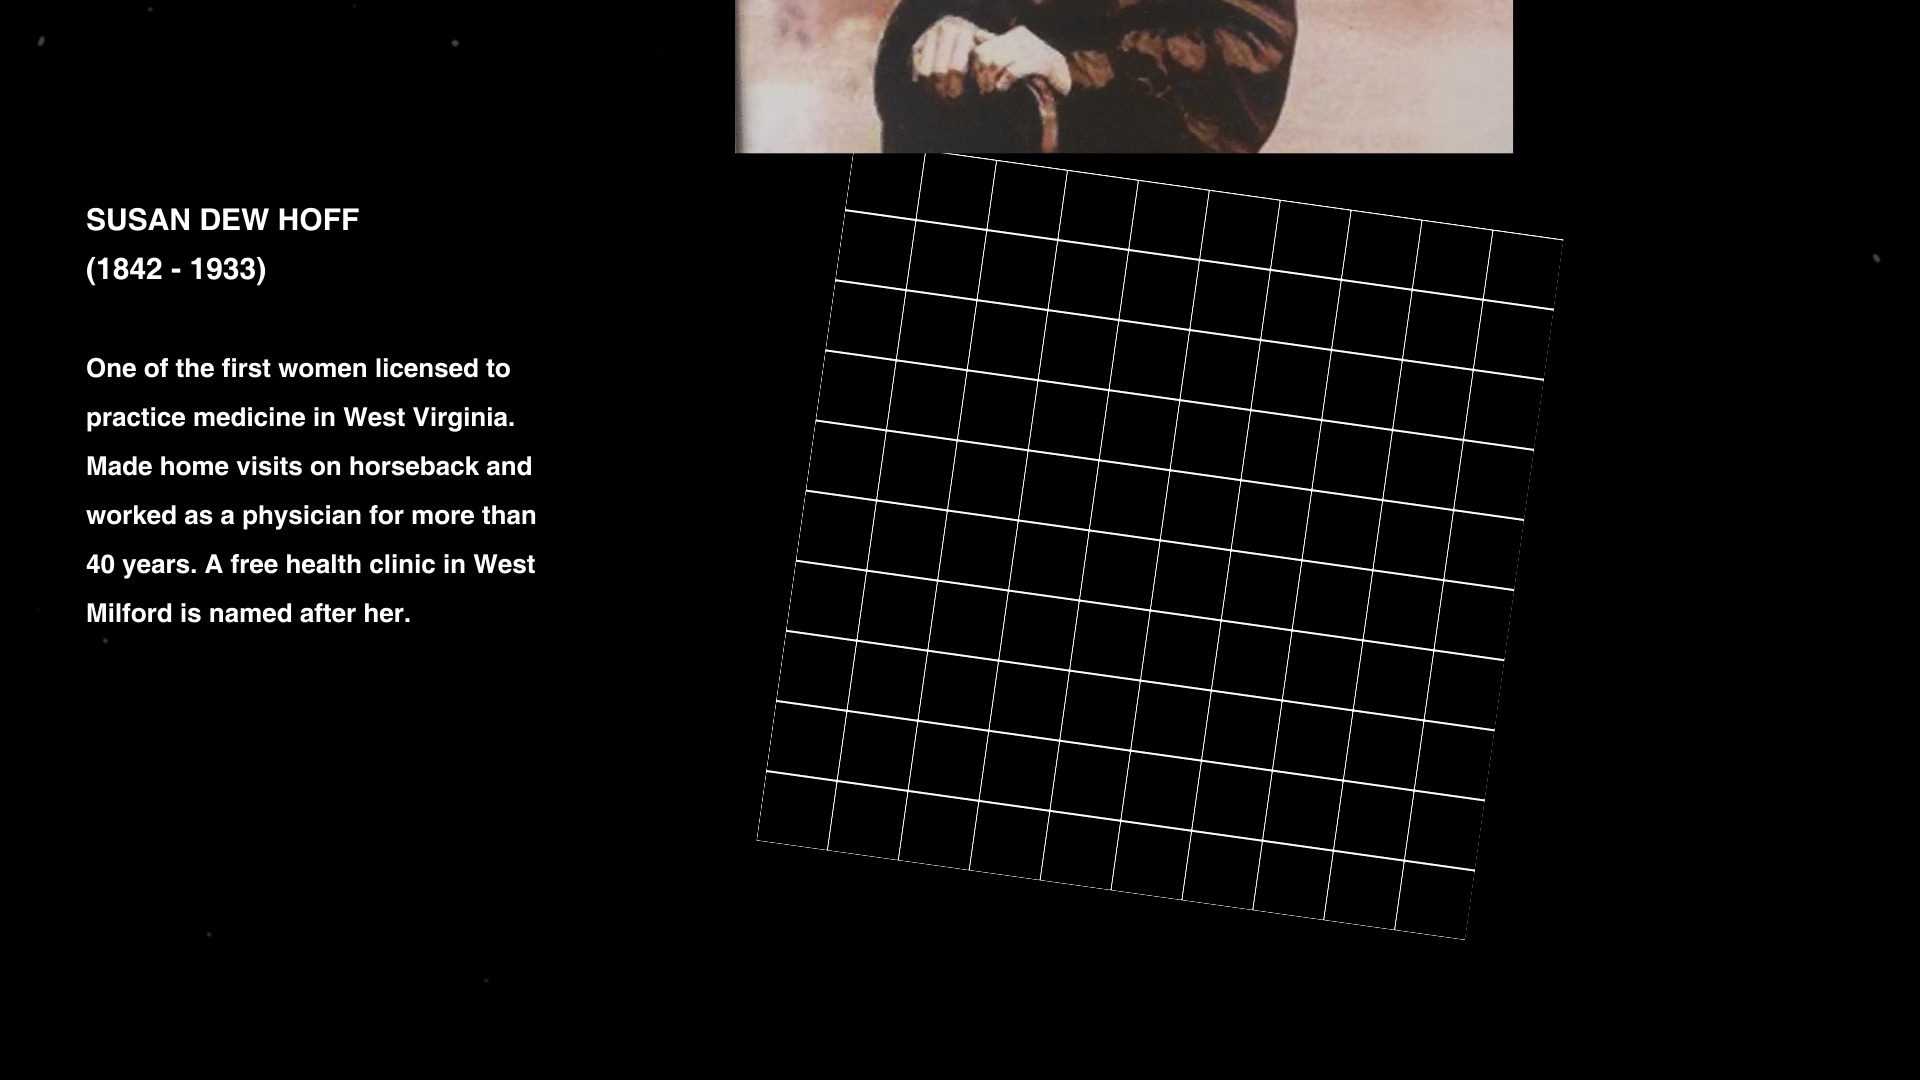 SUSAN DEW HOFF
(1842 - 1933)
One of the first women licensed to
practice medicine in West Virginia.
Made home visits on horseback and
worked as a physician for more than
40 years. A free health clinic in West
Milford is named after her.